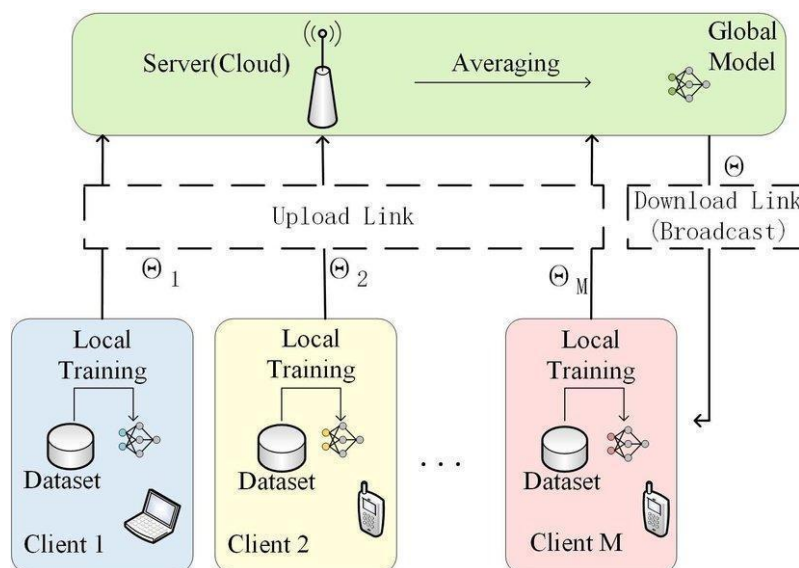 Server(Cloud)
Averaging
Global
Model
Θ
Upload Link
Download Link
(Broadcast)
Θ 1
Θ 2
Θ M
Local
Training
Dataset
Client 1
Local
Training
Dataset
Client 2
...
Local
Training
Dataset
Client M